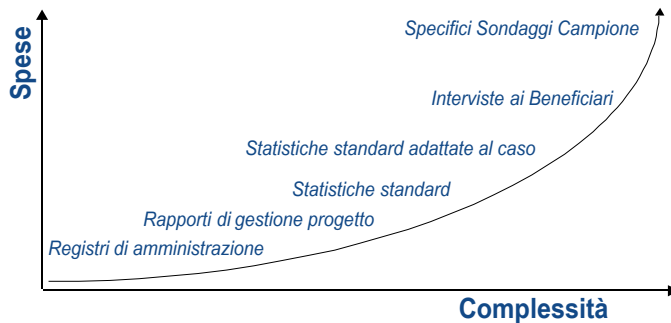 Spese
Specifici Sondaggi Campione
Interviste ai Beneficiari
Statistiche standard adattate al caso
Statistiche standard
Rapporti di gestione progetto
Registri di amministrazione
Complessità